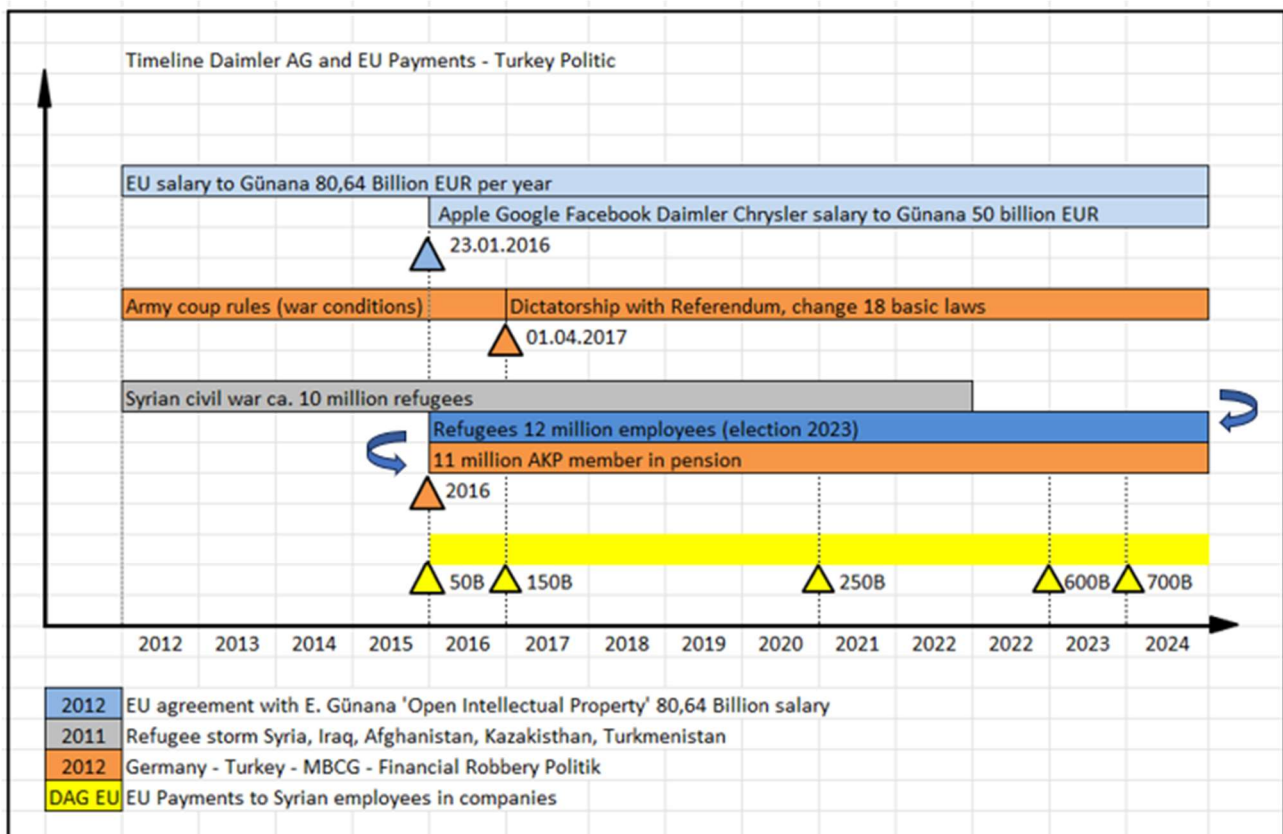 Timeline Daimler AG and EU Payments - Turkey Politic
EU salary to Günana 80,64 Billion EUR per year
Apple Google Facebook Daimler Chrysler salary to Günana 50 billion EUR
23.01.2016
Army coup rules (war conditions) Dictatorship with Referendum, change 18 basic laws
01.04.2017
Syrian civil war ca. 10 million refugees
Refugees 12 million employees (election 2023)
11 million AKP member in pension
2016
50B 150B 250B 600B 700B
2012 2013 2014 2015 2016 2017 2018 2019 2020 2021 2022 2022 2023 2024
2012 EU agreement with E. Günana 'Open Intellectual Property' 80,64 Billion salary
2011 Refugee storm Syria, Iraq, Afghanistan, Kazakisthan, Turkmenistan
2012 Germany - Turkey - MBCG - Financial Robbery Politik
DAG EU EU Payments to Syrian employees in companies